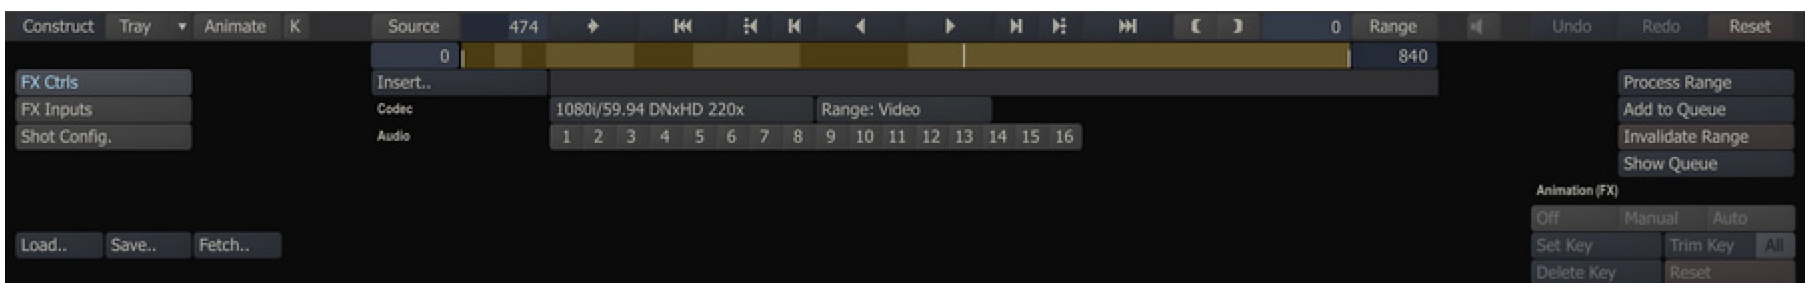 Construct Tray Animate K Source 474 0 Range Undo Redo Reset
0 840
FX Ctrls Insert.. Process Range
FX Inputs Codec 1080i/59.94 DNxHD 220x Range: Video Add to Queue
Shot Config. Audio 1 2 3 4 5 6 7 8 9 10 11 12 13 14 15 16 Invalidate Range
Show Queue
Animation (FX)
Off Manual Auto
Load.. Save.. Fetch.. Set Key Trim Key All
Delete Key Reset